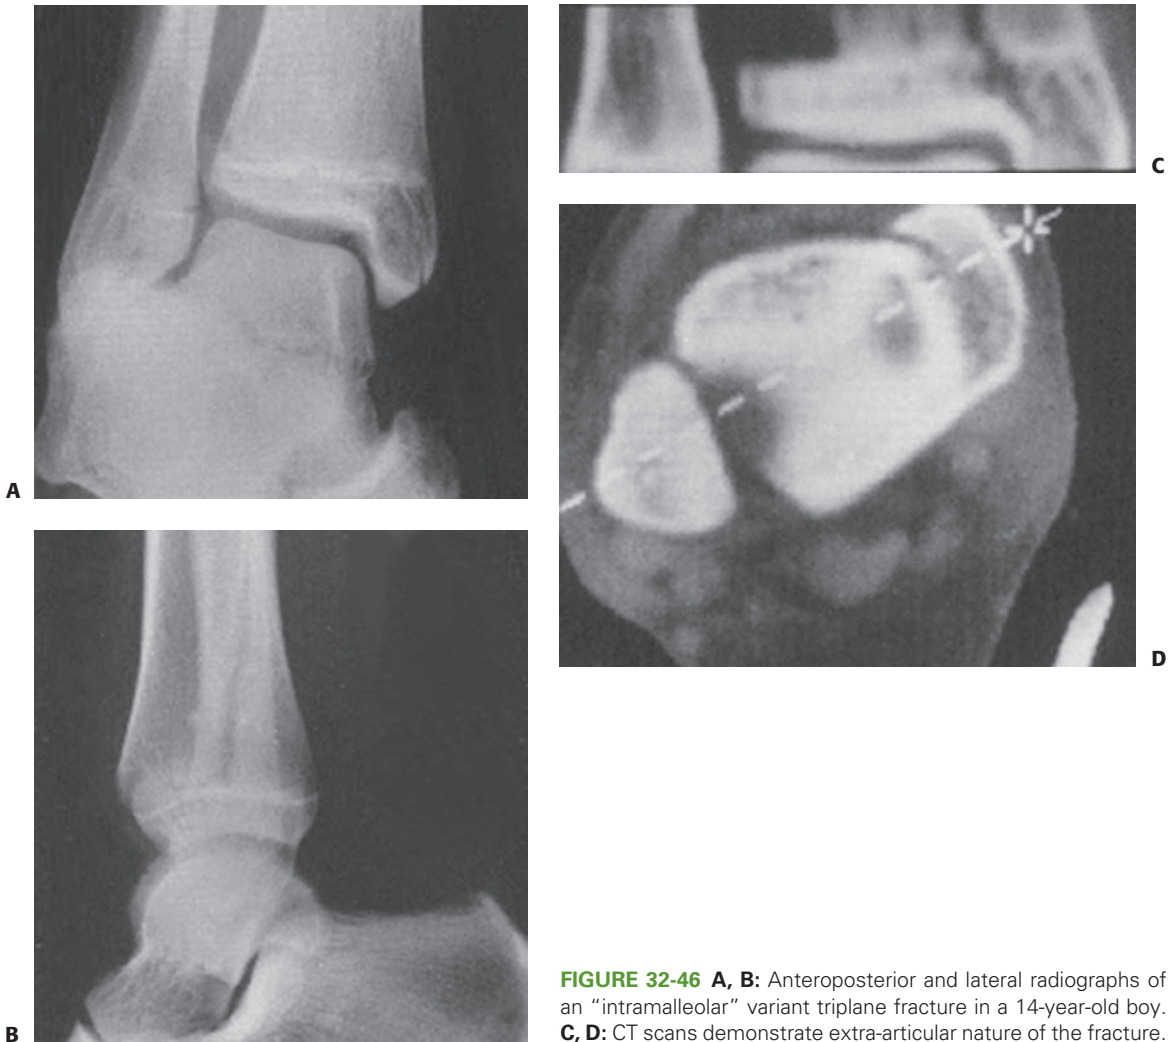 A
B
C
D
FIGURE 32-46 A, B: Anteroposterior and lateral radiographs of
an “intramalleolar” variant triplane fracture in a 14-year-old boy.
C, D: CT scans demonstrate extra-articular nature of the fracture.